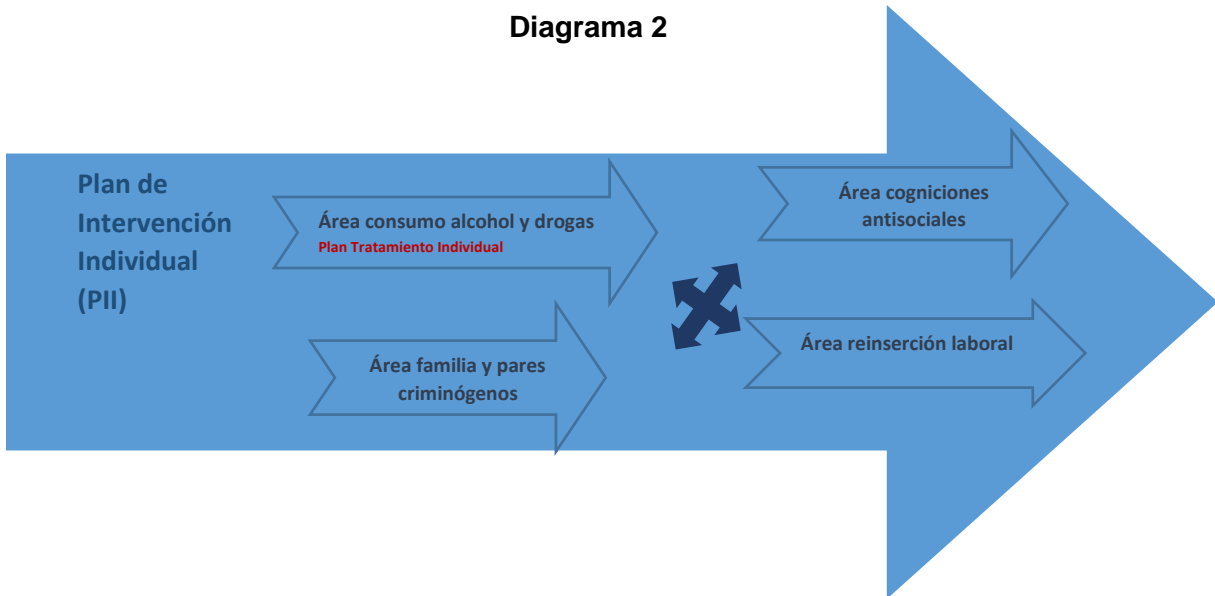 Diagrama 2
Plan de
Intervención
Individual
(PII)
Área consumo alcohol y drogas
Plan Tratamiento Individual
Área familia y pares
criminógenos
Área cogniciones
antisociales
Área reinserción laboral